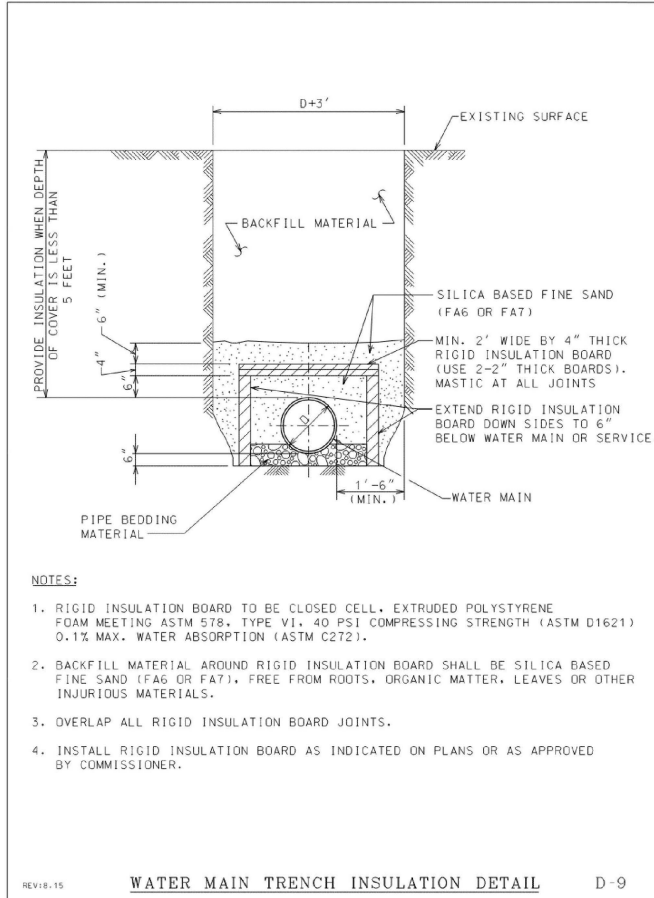 D+3'
EXISTING SURFACE
PROVIDE INSULATION WHEN DEPTH
OF COVER IS LESS THAN
5 FEET
BACKFILL MATERIAL
6" (MIN.)
4"
6"
6"
SILICA BASED FINE SAND
(FA6 OR FA7)
MIN. 2' WIDE BY 4" THICK
RIGID INSULATION BOARD
(USE 2-2" THICK BOARDS).
MASTIC AT ALL JOINTS
EXTEND RIGID INSULATION
BOARD DOWN SIDES TO 6"
BELOW WATER MAIN OR SERVICE
D
1'-6"
(MIN.)
WATER MAIN
PIPE BEDDING
MATERIAL
NOTES:
1. RIGID INSULATION BOARD TO BE CLOSED CELL, EXTRUDED POLYSTYRENE
FOAM MEETING ASTM 578, TYPE VI, 40 PSI COMPRESSING STRENGTH (ASTM D1621)
0.1% MAX. WATER ABSORPTION (ASTM C272).
2. BACKFILL MATERIAL AROUND RIGID INSULATION BOARD SHALL BE SILICA BASED
FINE SAND (FA6 OR FA7), FREE FROM ROOTS, ORGANIC MATTER, LEAVES OR OTHER
INJURIOUS MATERIALS.
3. OVERLAP ALL RIGID INSULATION BOARD JOINTS.
4. INSTALL RIGID INSULATION BOARD AS INDICATED ON PLANS OR AS APPROVED
BY COMMISSIONER.
REV:8.15
WATER MAIN TRENCH INSULATION DETAIL
D-9